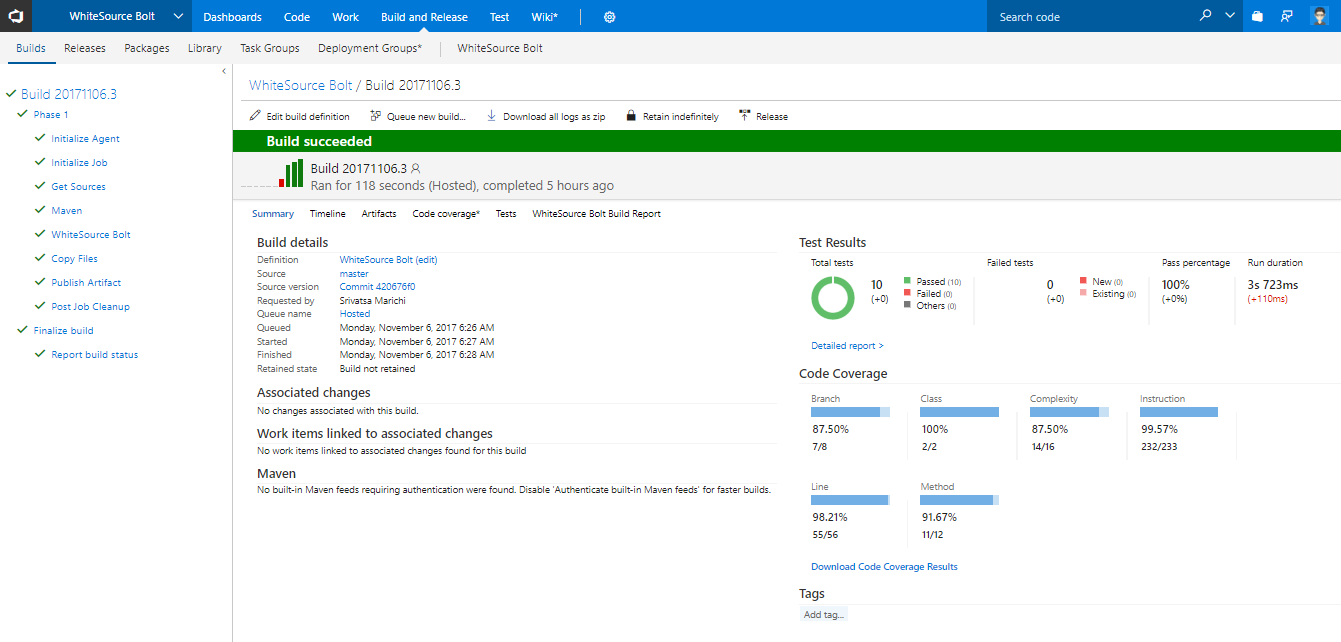 WhiteSource Bolt Dashboards Code Work Build and Release Test Wiki* Search code
Builds Releases Packages Library Task Groups Deployment Groups* WhiteSource Bolt
Build 20171106.3
Phase 1
Initialize Agent
Initialize Job
Get Sources
Maven
WhiteSource Bolt
Copy Files
Publish Artifact
Post Job Cleanup
Finalize build
Report build status
WhiteSource Bolt / Build 20171106.3
Edit build definition Queue new build... Download all logs as zip Retain indefinitely Release
Build succeeded
Build 20171106.3
Ran for 118 seconds (Hosted), completed 5 hours ago
Summary Timeline Artifacts Code coverage* Tests WhiteSource Bolt Build Report
Build details
Definition WhiteSource Bolt (edit)
Source master
Source version Commit 420676f0
Requested by Srivatsa Marichi
Queue name Hosted
Queued Monday, November 6, 2017 6:26 AM
Started Monday, November 6, 2017 6:27 AM
Finished Monday, November 6, 2017 6:28 AM
Retained state Build not retained
Associated changes
No changes associated with this build.
Work items linked to associated changes
No work items linked to associated changes found for this build
Maven
No built-in Maven feeds requiring authentication were found. Disable 'Authenticate built-in Maven feeds' for faster builds.
Test Results
Total tests Failed tests Pass percentage Run duration
10 Passed (10) 0 New (0) 100% 3s 723ms
(+0) Failed (0) (+0) Existing (0) (+0%) (+110ms)
Others (0)
Detailed report >
Code Coverage
Branch Class Complexity Instruction
87.50% 100% 87.50% 99.57%
7/8 2/2 14/16 232/233
Line Method
98.21% 91.67%
55/56 11/12
Download Code Coverage Results
Tags
Add tag...